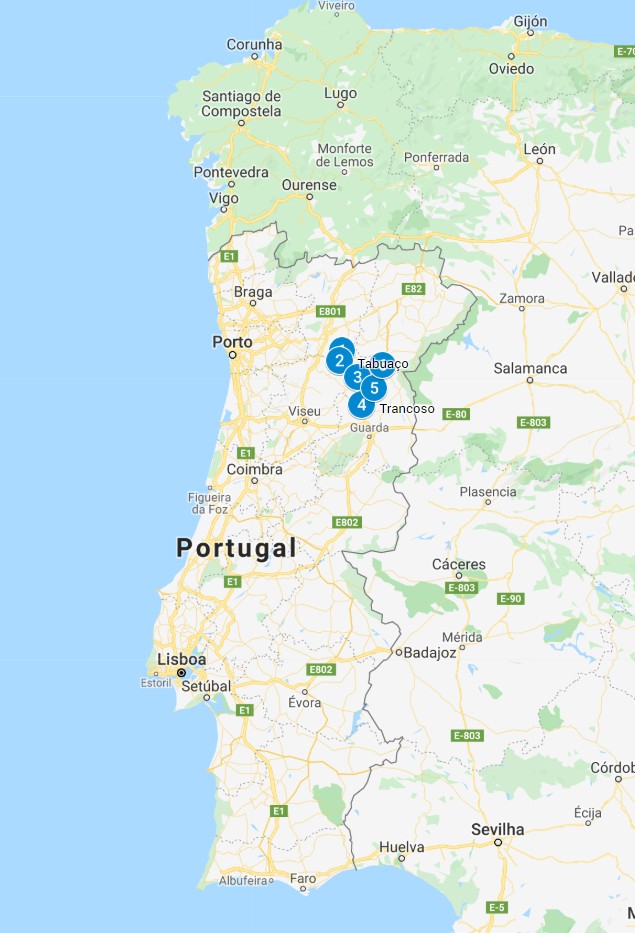 Viveiro
Gijón
Corunha
E-70
Oviedo
Lugo
Santiago de
Compostela
Monforte
de Lemos
Ponferrada
León
Pontevedra
Ourense
Vigo
E1
Zamora
E82
Braga
E801
Porto
2
Tabuaço
3
5
4
Trancoso
Salamanca
Viseu
E-80
E-803
Guarda
E1
Coimbra
Figueira
da Foz
Plasencia
E802
Portugal
Cáceres
E1
E-803
E-90
Mérida
Badajoz
Lisboa
Estoril
Setúbal
E802
Évora
E1
E-803
E1
Écija
Sevilha
Huelva
Albufeira
Faro
E-5